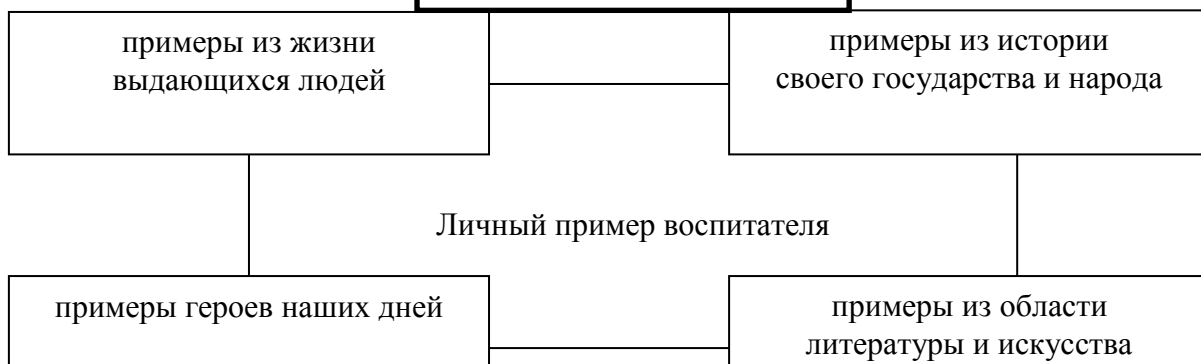 примеры из жизни
выдающихся людей
примеры из истории
своего государства и народа
Личный пример воспитателя
примеры героев наших дней
примеры из области
литературы и искусства